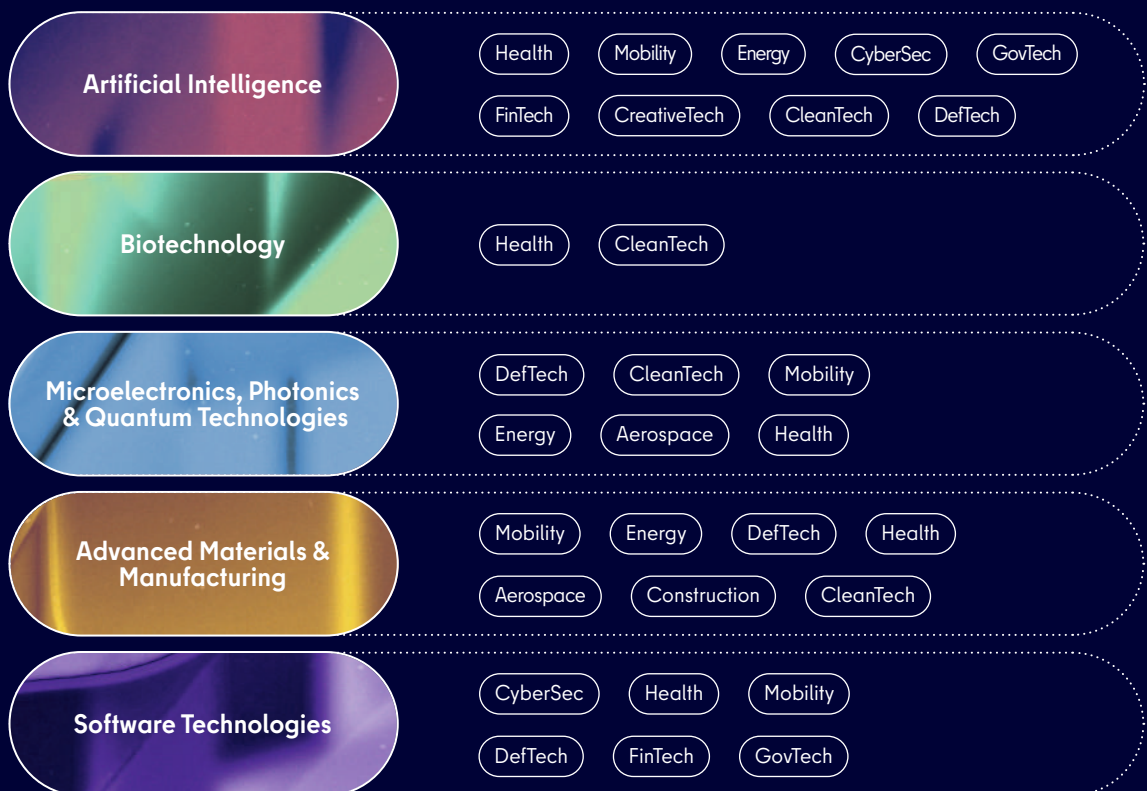 Artificial Intelligence
Health Mobility Energy CyberSec GovTech
FinTech CreativeTech CleanTech DefTech
Biotechnology
Health CleanTech
Microelectronics, Photonics
& Quantum Technologies
DefTech CleanTech Mobility
Energy Aerospace Health
Advanced Materials &
Manufacturing
Mobility Energy DefTech Health
Aerospace Construction CleanTech
Software Technologies
CyberSec Health Mobility
DefTech FinTech GovTech